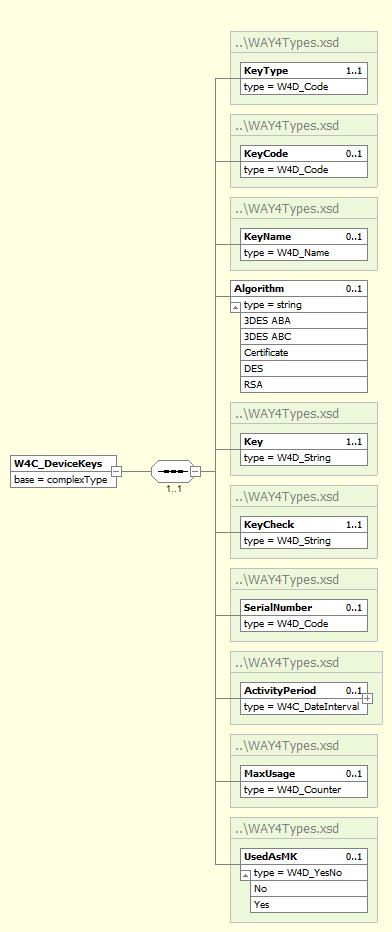 ..\WAY4Types.xsd
KeyType 1..1
type = W4D_Code
..\WAY4Types.xsd
KeyCode 0..1
type = W4D_Code
..\WAY4Types.xsd
KeyName 0..1
type = W4D_Name
Algorithm 0..1
type = string
3DES ABA
3DES ABC
Certificate
DES
RSA
..\WAY4Types.xsd
Key 1..1
type = W4D_String
W4C_DeviceKeys
base = complexType
1..1
..\WAY4Types.xsd
KeyCheck 1..1
type = W4D_String
..\WAY4Types.xsd
SerialNumber 0..1
type = W4D_Code
..\WAY4Types.xsd
ActivityPeriod 0..1
type = W4C_DateInterval
..\WAY4Types.xsd
MaxUsage 0..1
type = W4D_Counter
..\WAY4Types.xsd
UsedAsMK 0..1
type = W4D_YesNo
No
Yes